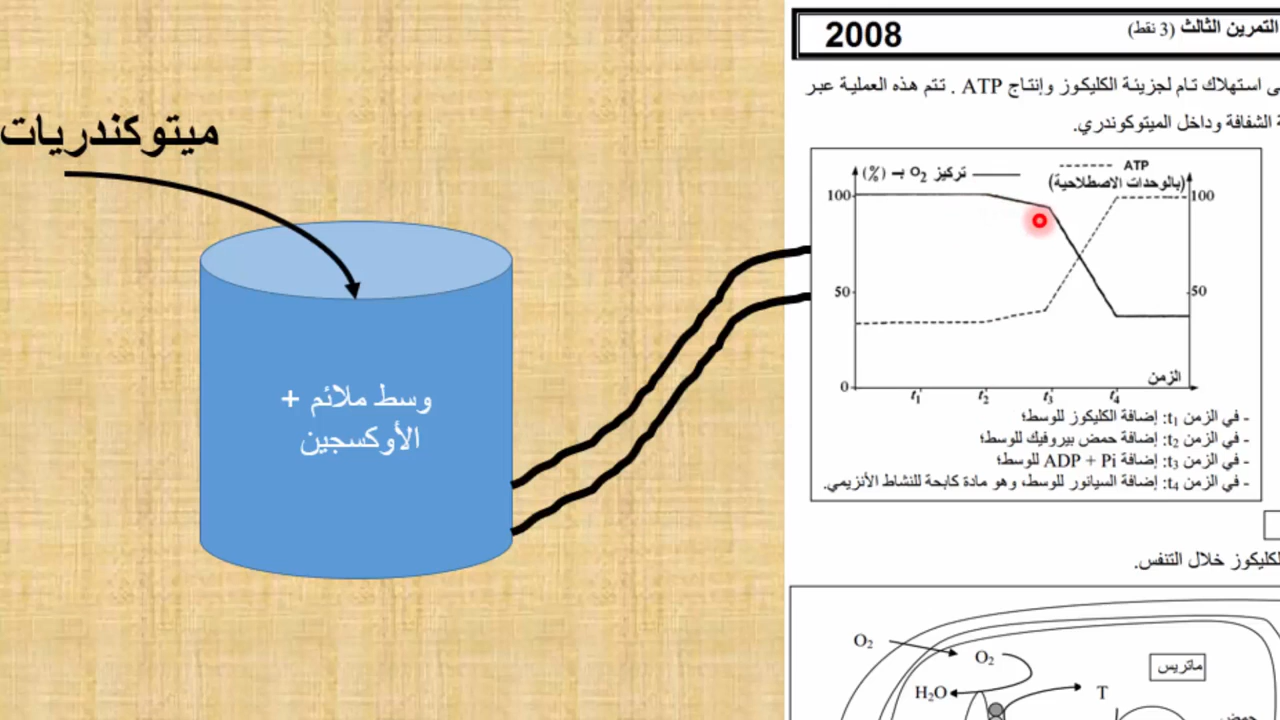 ميتوكندريات
وسط ملائم +
الأوكسجين
2008
التمرين الثالث (3 نقط)
استهلاك تام لجزيئة الكليكوز وإنتاج ATP . تتم هذه العملية عبر
الشفافة وداخل الميتوكوندري.
تركيز O2 بـ (%)
ATP
(بالوحدات الاصطلاحية)
100
100
50
50
0
الزمن
t1 t2 t3 t4
- في الزمن t1: إضافة الكليكوز للوسط؛
- في الزمن t2: إضافة حمض بيروفيك للوسط؛
- في الزمن t3: إضافة ADP + Pi للوسط؛
- في الزمن t4: إضافة السيانور للوسط، وهو مادة كابحة للنشاط الأنزيمي.
لكليكوز خلال التنفس.
O2
O2
ماتريس
H2O
T
حمض